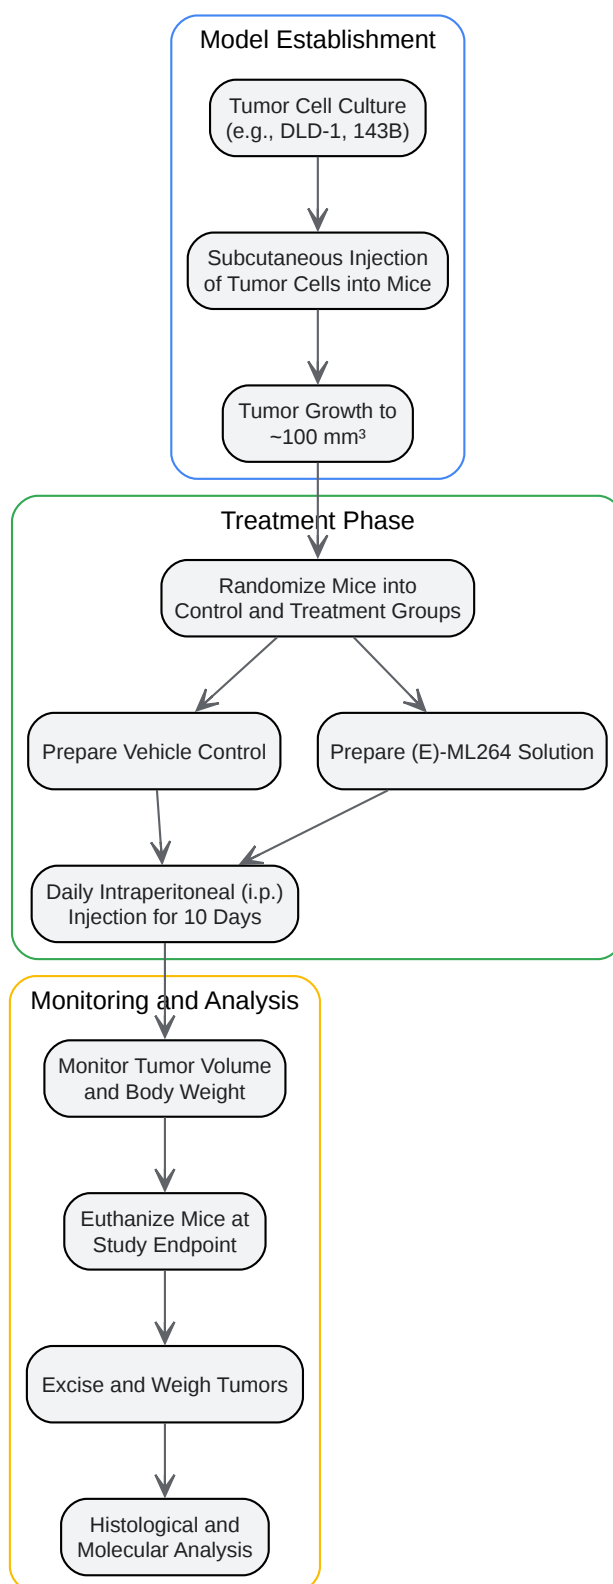 Model Establishment
Tumor Cell Culture
(e.g., DLD-1, 143B)
Subcutaneous Injection
of Tumor Cells into Mice
Tumor Growth to
~100 mm³
Treatment Phase
Randomize Mice into
Control and Treatment Groups
Prepare Vehicle Control
Prepare (E)-ML264 Solution
Daily Intraperitoneal (i.p.)
Injection for 10 Days
Monitoring and Analysis
Monitor Tumor Volume
and Body Weight
Euthanize Mice at
Study Endpoint
Excise and Weigh Tumors
Histological and
Molecular Analysis